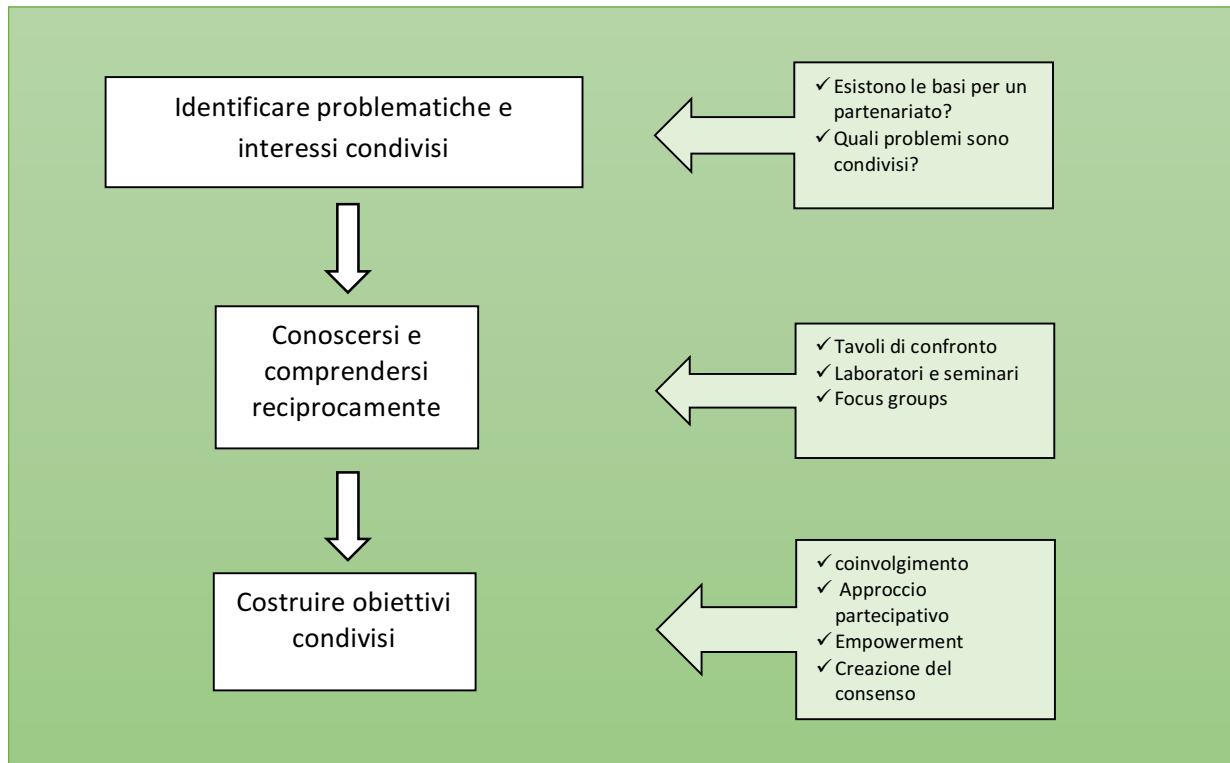 Identificare problematiche e
interessi condivisi
✓ Esistono le basi per un
partenariato?
✓ Quali problemi sono
condivisi?
Conoscersi e
comprendersi
reciprocamente
✓ Tavoli di confronto
✓ Laboratori e seminari
✓ Focus groups
Costruire obiettivi
condivisi
✓ coinvolgimento
✓ Approccio
partecipativo
✓ Empowerment
✓ Creazione del
consenso